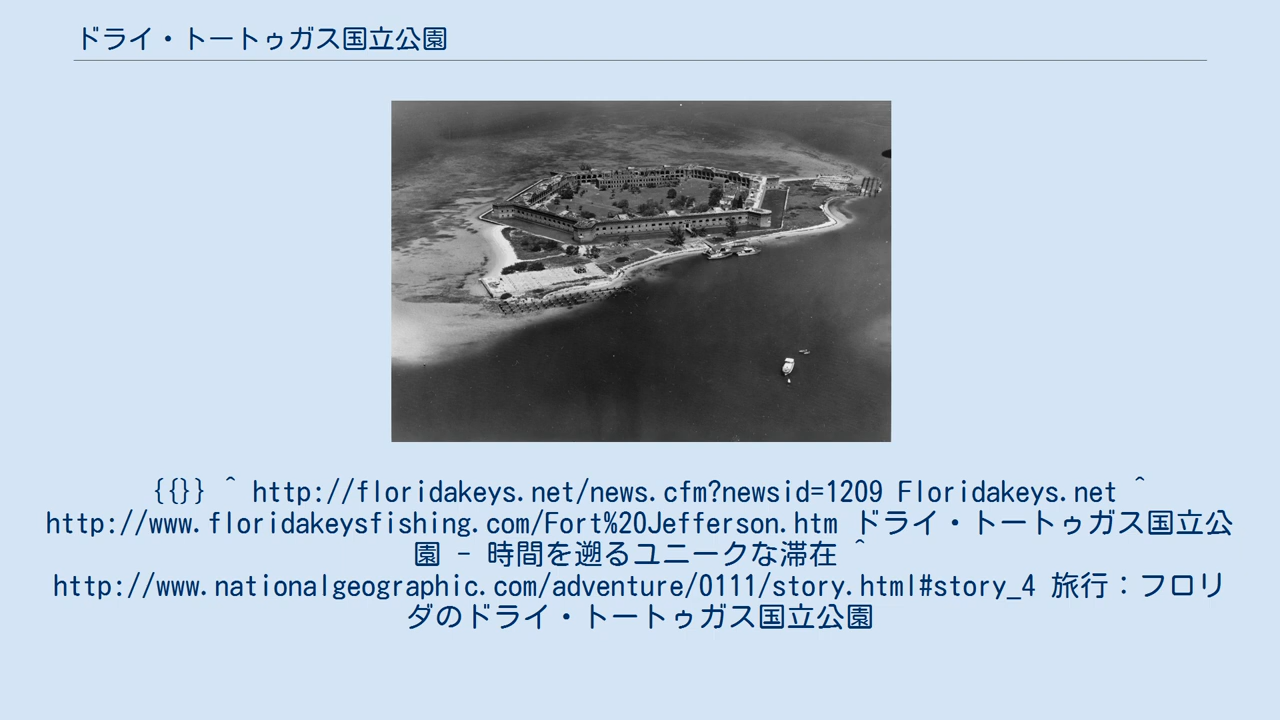 ドライ・トートゥガス国立公園
{{}} ^ http://floridakeys.net/news.cfm?newsid=1209 Floridakeys.net ^
http://www.floridakeysfishing.com/Fort%20Jefferson.htm ドライ・トートゥガス国立公
園 - 時間を遡るユニークな滞在 ^
http://www.nationalgeographic.com/adventure/0111/story.html#story_4 旅行：フロリ
ダのドライ・トートゥガス国立公園